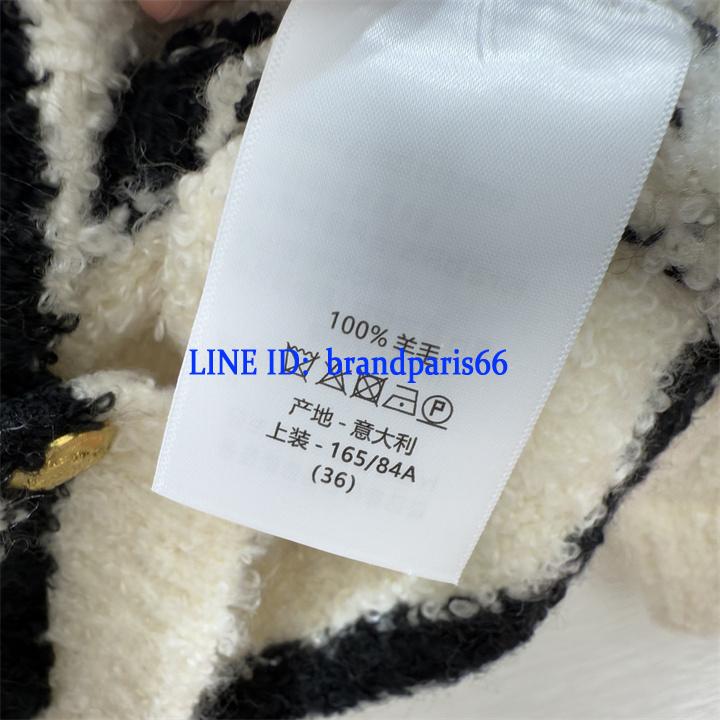 100% 羊毛
LINE ID: brandparis66
P
产地 - 意大利
上装 - 165/84A
(36)